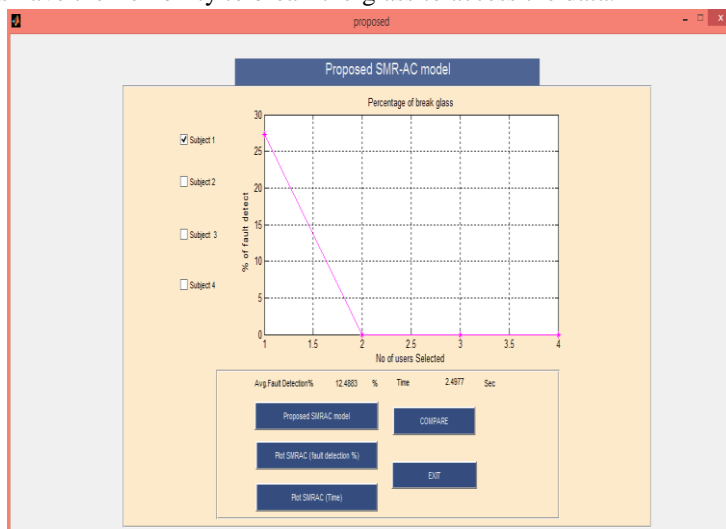 proposed
Proposed SMR-AC model
Percentage of break glass
Subject 1
Subject 2
Subject 3
Subject 4
% of fault detect
30
25
20
15
10
5
0
1 1.5 2 2.5 3 3.5 4
No of users Selected
Avg.Fault Detection% 12.4883 % Time 2.4977 Sec
Proposed SMRAC model
COMPARE
Plot SMRAC (fault detection %)
EXIT
Plot SMRAC (Time)